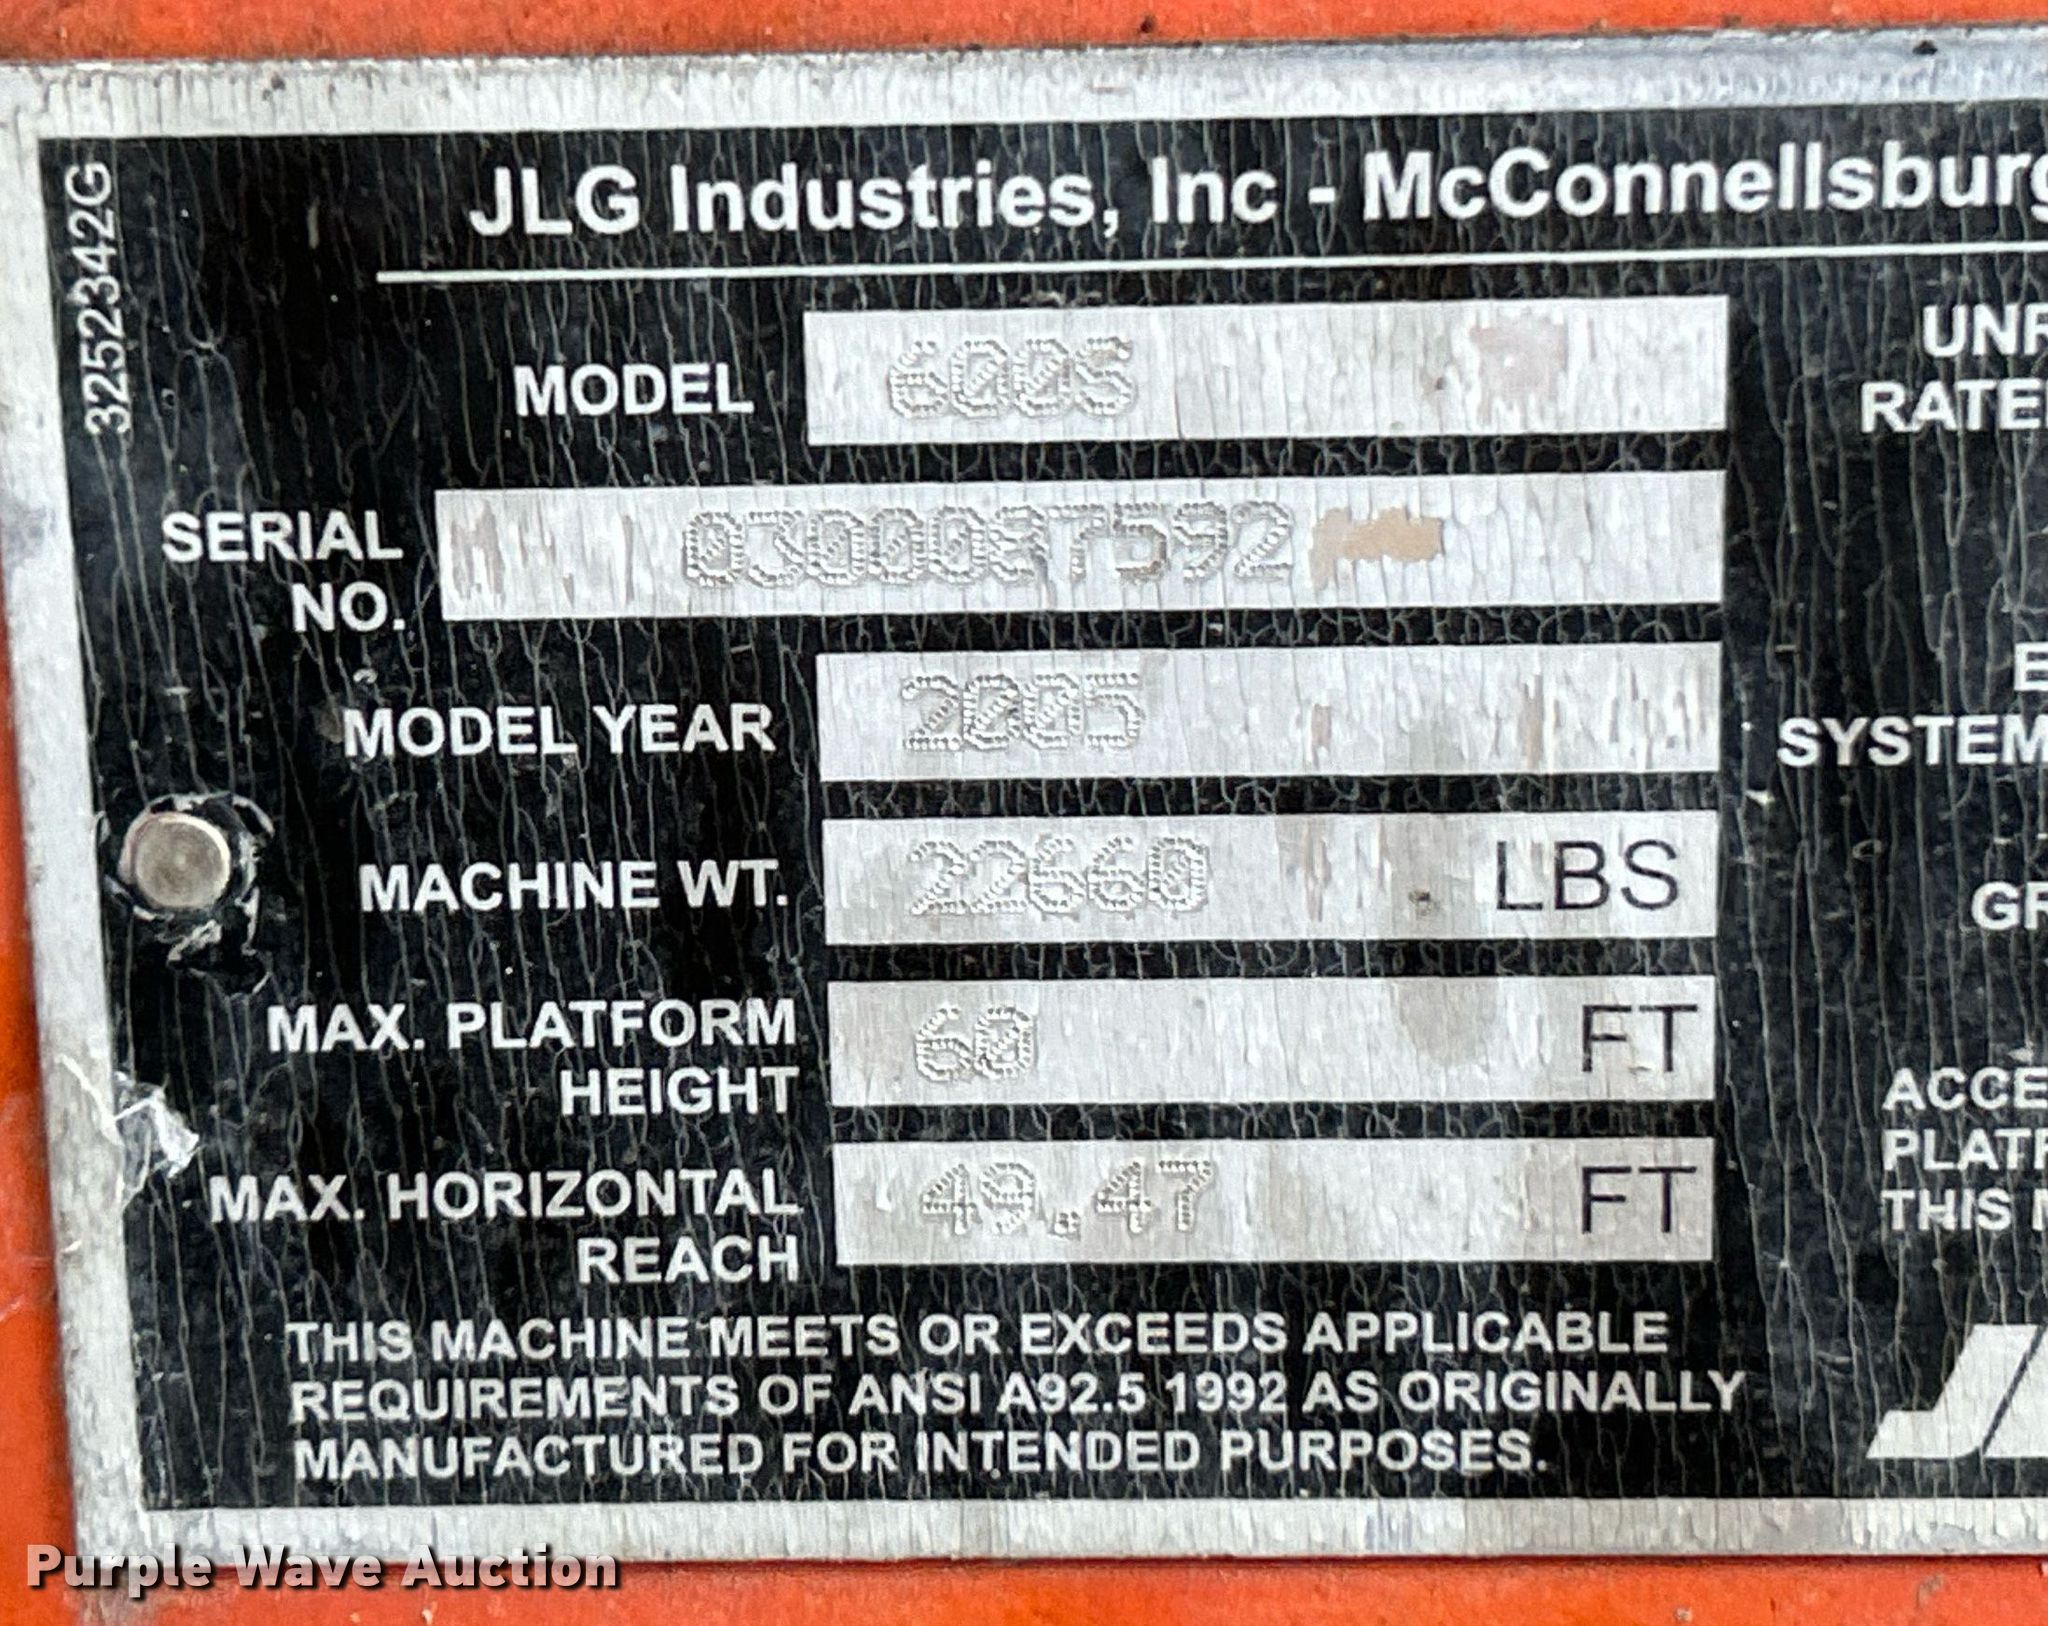 JLG Industries, Inc - McConnellsburg
3252342G
MODEL 600S
SERIAL NO. 0300087592
MODEL YEAR 2005
MACHINE WT. 22660 LBS
MAX. PLATFORM HEIGHT 60 FT
MAX. HORIZONTAL REACH 49.47 FT
THIS MACHINE MEETS OR EXCEEDS APPLICABLE
REQUIREMENTS OF ANSI A92.5 1992 AS ORIGINALLY
MANUFACTURED FOR INTENDED PURPOSES.
UNR
RATE
SYSTEM
GR
ACCE
PLATF
THIS
Purple Wave Auction